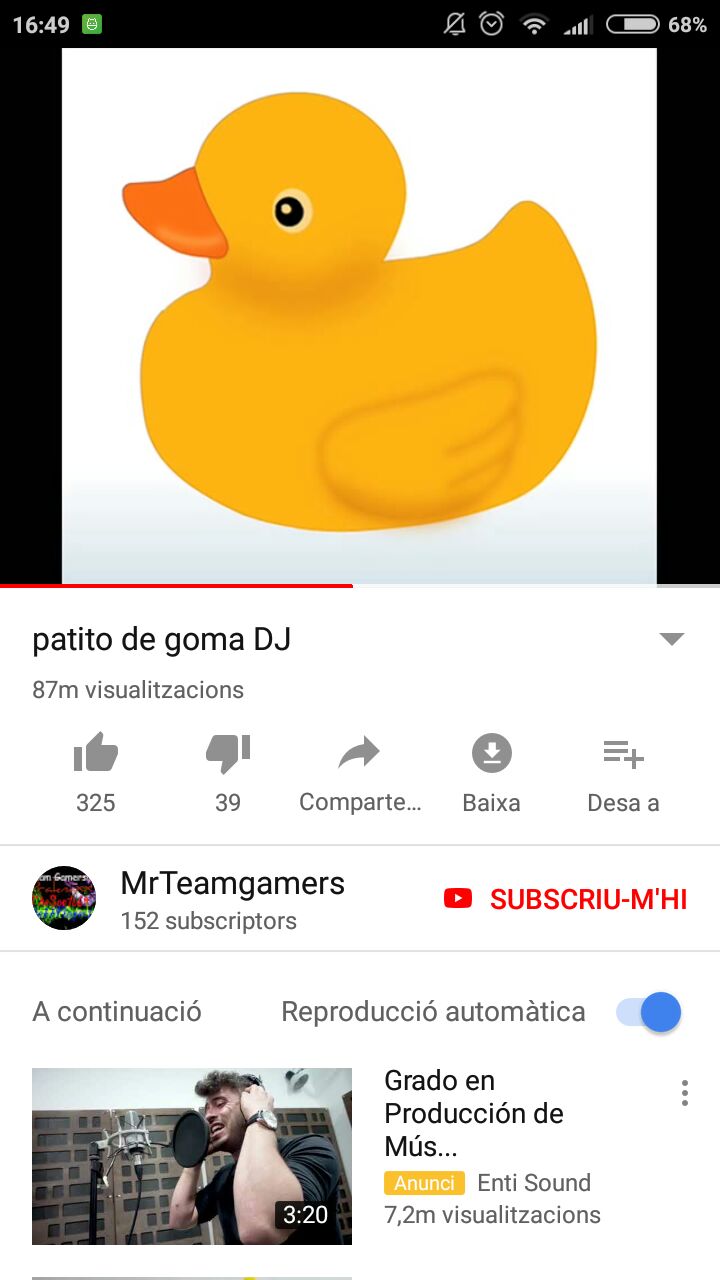 16:49
68%
patito de goma DJ
87m visualitzacions
325
39
Comparte...
Baixa
Desa a
MrTeamgamers
152 subscriptors
SUBSCRIU-M'HI
A continuació
Reproducció automàtica
Grado en
Producción de
Mús...
Anunci Enti Sound
7,2m visualitzacions
3:20